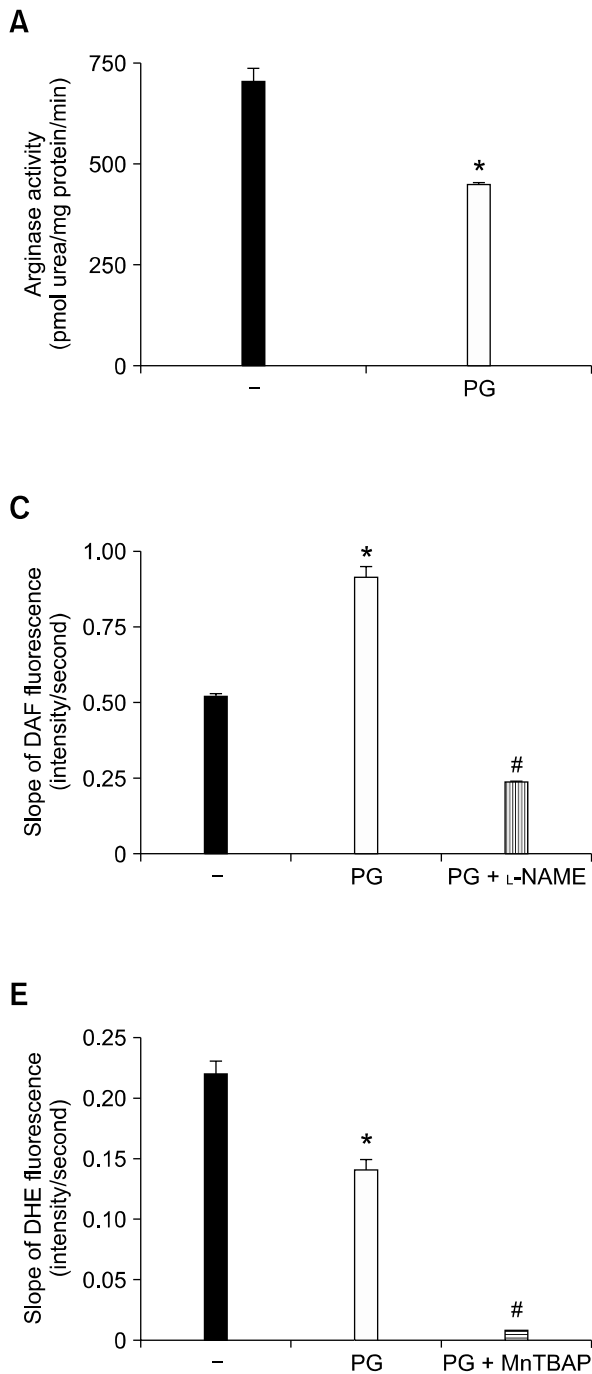 A
Arginase activity
(pmol urea/mg protein/min)
750
500
250
0
*
–
PG
C
Slope of DAF fluorescence
(intensity/second)
1.00
0.75
0.50
0.25
0
*
#
–
PG
PG + L-NAME
E
Slope of DHE fluorescence
(intensity/second)
0.25
0.20
0.15
0.10
0.05
0
*
#
–
PG
PG + MnTBAP